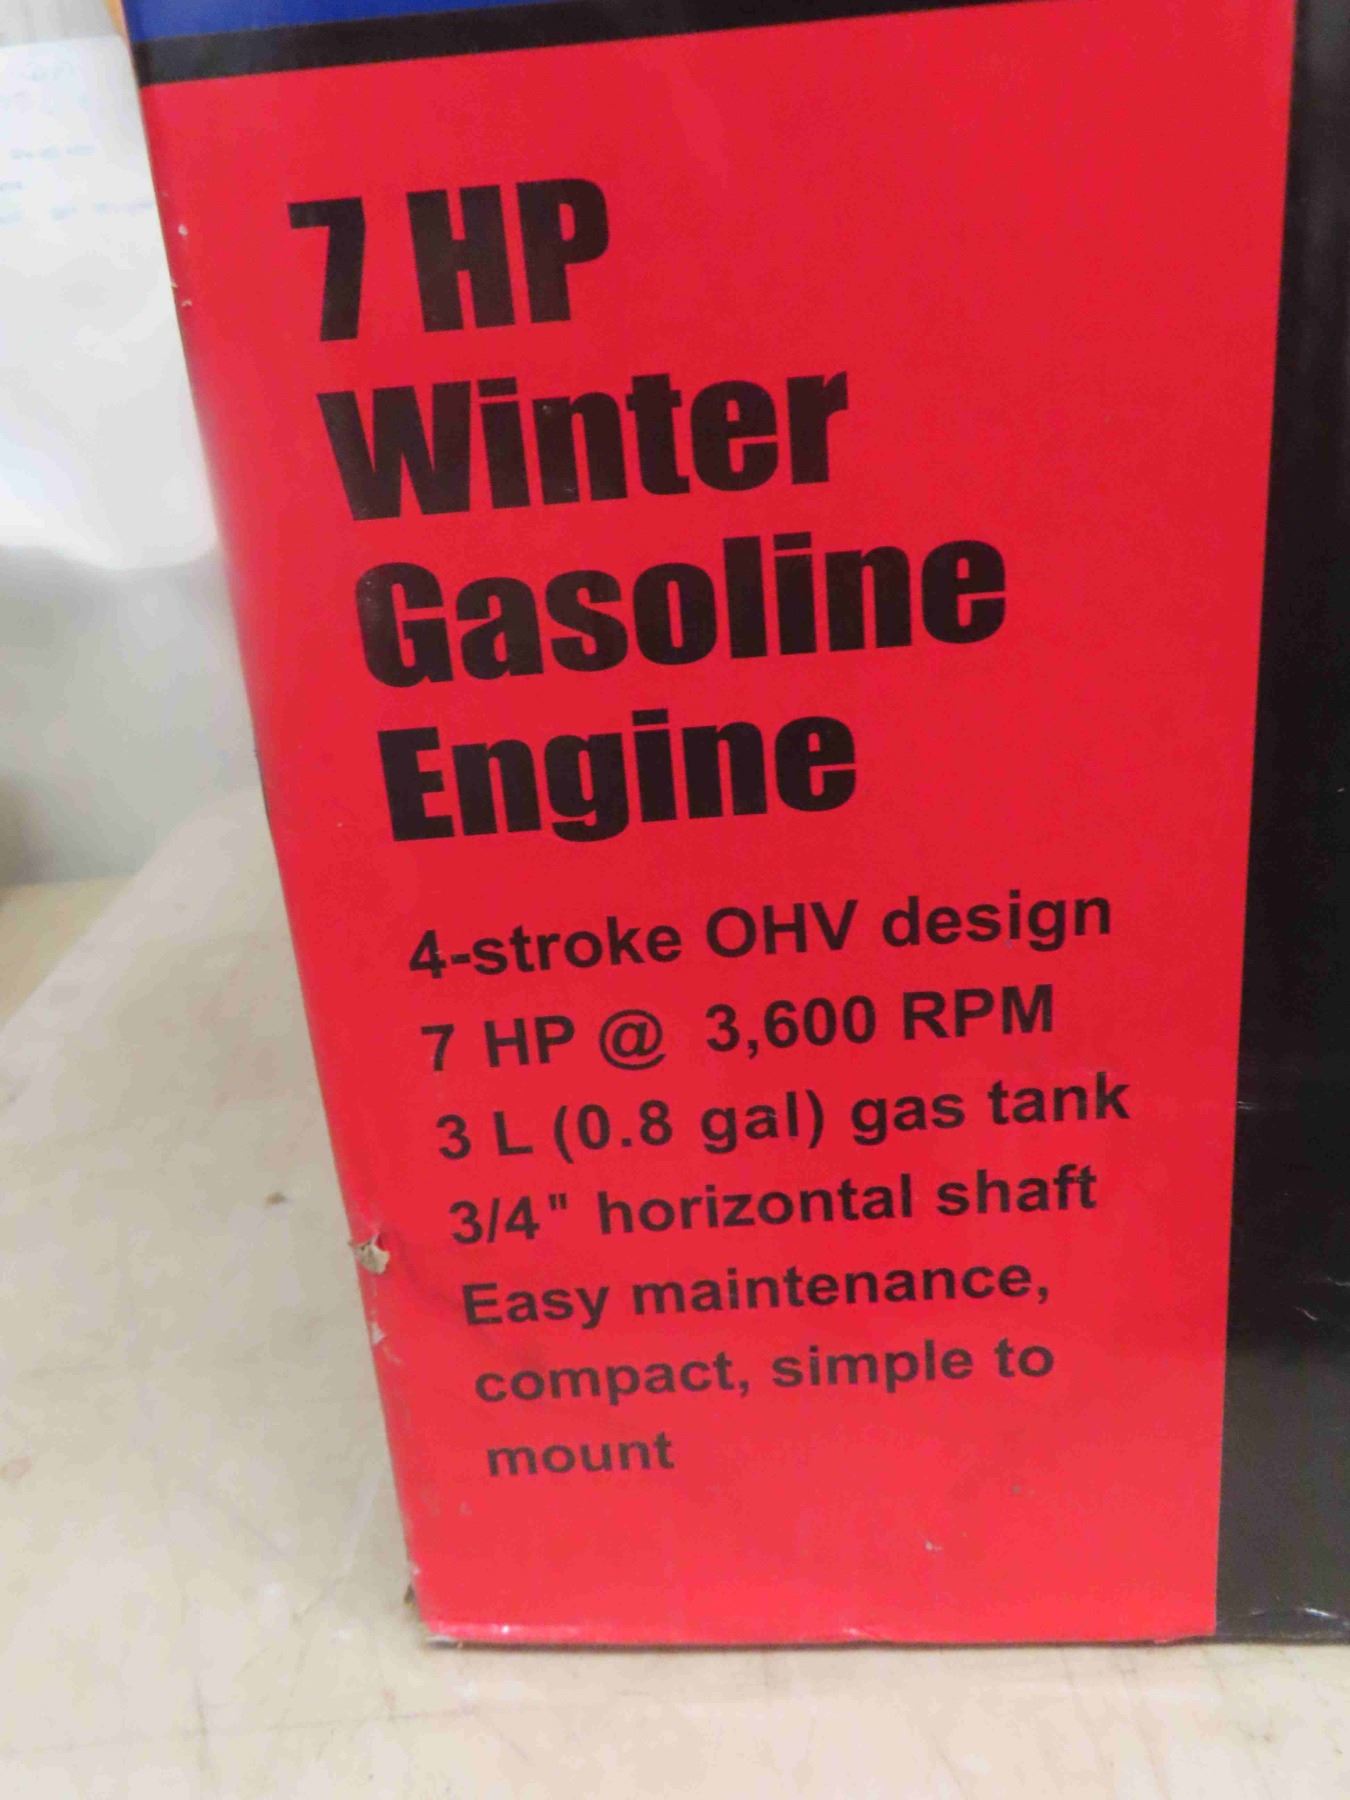 7 HP
Winter
Gasoline
Engine
4-stroke OHV design
7 HP @ 3,600 RPM
3 L (0.8 gal) gas tank
3/4" horizontal shaft
Easy maintenance,
compact, simple to
mount